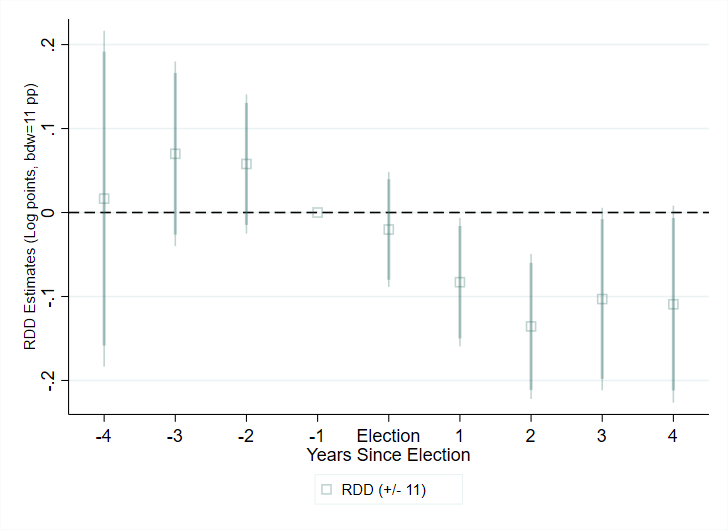 RDD Estimates (Log points, bdw=11 pp)
.2
.1
0
-.1
-.2
-4 -3 -2 -1 Election 1 2 3 4
Years Since Election
RDD (+/- 11)